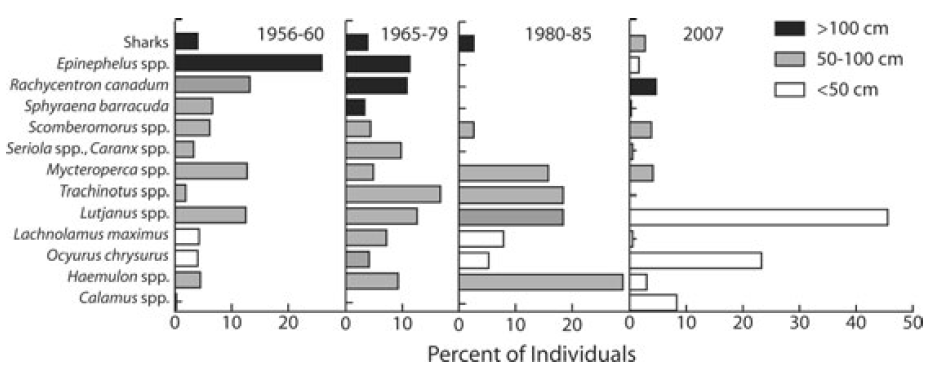 1956-60
1965-79
1980-85
2007
>100 cm
50-100 cm
<50 cm
Sharks
Epinephelus spp.
Rachycentron canadum
Sphyraena barracuda
Scomberomorus spp.
Seriola spp., Caranx spp.
Mycteroperca spp.
Trachinotus spp.
Lutjanus spp.
Lachnolamus maximus
Ocyurus chrysurus
Haemulon spp.
Calamus spp.
0 10 20 0 10 0 10 20 0 10 20 30 40 50
Percent of Individuals